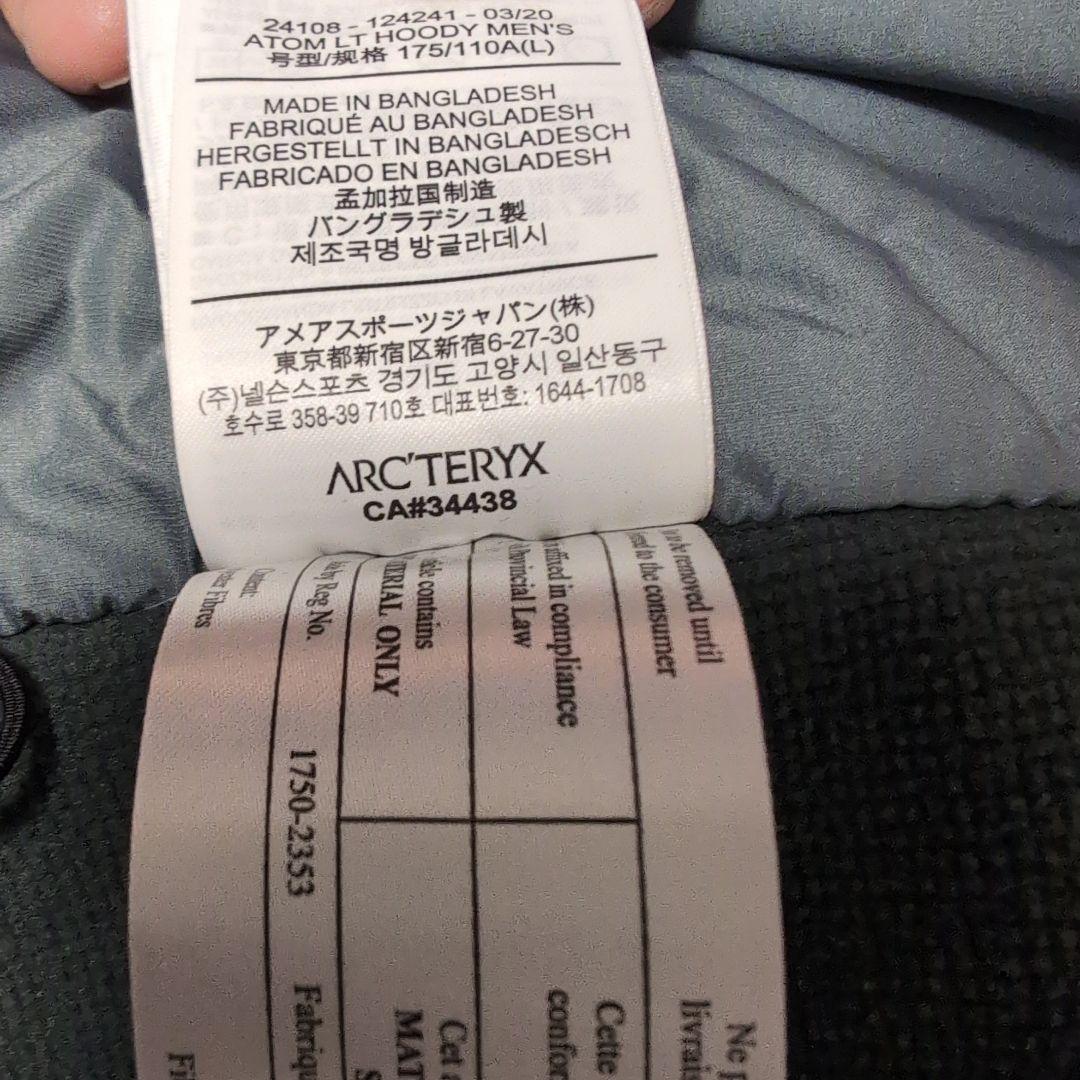 24108 - 124241 - 03/20
ATOM LT HOODY MEN'S
号型/规格 175/110A(L)
MADE IN BANGLADESH
FABRIQUÉ AU BANGLADESH
HERGESTELLT IN BANGLADESCH
FABRICADO EN BANGLADESH
孟加拉国制造
バングラデシュ製
제조국명 방글라데시
アメアスポーツジャパン(株)
東京都新宿区新宿6-27-30
(주)넬슨스포츠 경기도 고양시 일산동구
호수로 358-39 710호 대표번호: 1644-1708
ARC'TERYX
CA#34438
to be removed until
to the consumer
affixed in compliance
Provincial Law
contains
ONLY
by Reg No. 1750-2353
Fibres
Ne
Cette
Cet